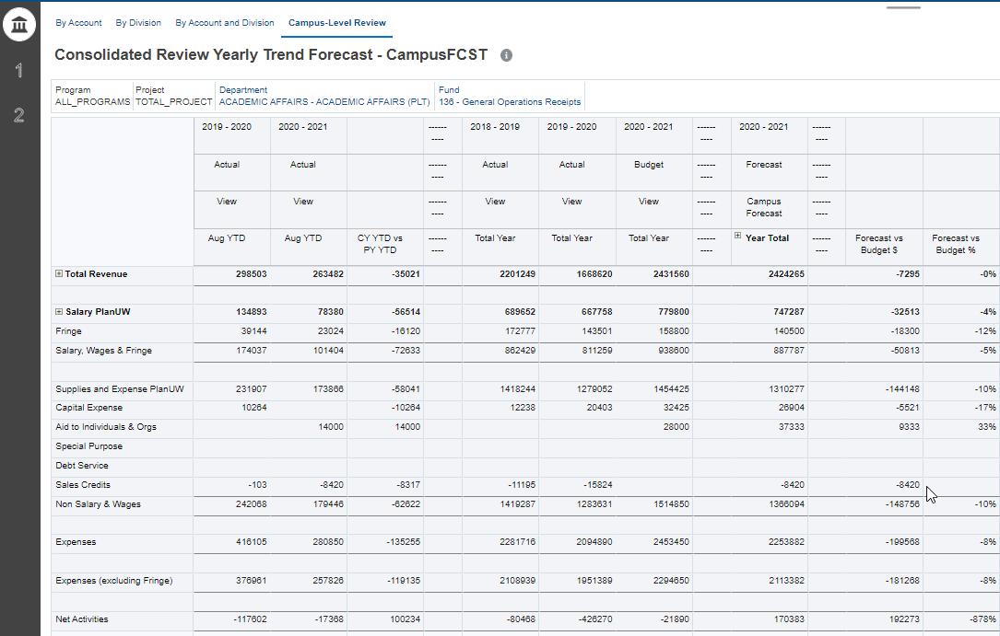 By Account By Division By Account and Division Campus-Level Review
Consolidated Review Yearly Trend Forecast - CampusFCST i
1
2
Program Project Department Fund
ALL_PROGRAMS TOTAL_PROJECT ACADEMIC AFFAIRS - ACADEMIC AFFAIRS (PLT) 136 - General Operations Receipts
2019 - 2020 2020 - 2021 ---------- 2018 - 2019 2019 - 2020 2020 - 2021 ---------- 2020 - 2021 ----------
Actual Actual ---------- Actual Actual Budget ---------- Forecast ----------
View View ---------- View View View ---------- Campus Forecast ----------
Aug YTD Aug YTD CY YTD vs PY YTD ---------- Total Year Total Year Total Year ---------- Year Total ---------- Forecast vs Budget $ Forecast vs Budget %
Total Revenue 298503 263482 -35021 2201249 1668620 2431560 2424265 -7295 -0%
Salary PlanUW 134893 78380 -56514 689652 667758 779800 747287 -32513 -4%
Fringe 39144 23024 -16120 172777 143501 158800 140500 -18300 -12%
Salary, Wages & Fringe 174037 101404 -72633 862429 811259 938600 887787 -50813 -5%
Supplies and Expense PlanUW 231907 173866 -58041 1418244 1279052 1454425 1310277 -144148 -10%
Capital Expense 10264 -10264 12238 20403 32425 26904 -5521 -17%
Aid to Individuals & Orgs 14000 14000 28000 37333 9333 33%
Special Purpose
Debt Service
Sales Credits -103 -8420 -8317 -11195 -15824 -8420 -8420
Non Salary & Wages 242068 179446 -62622 1419287 1283631 1514850 1366094 -148756 -10%
Expenses 416105 280850 -135255 2281716 2094890 2453450 2253882 -199568 -8%
Expenses (excluding Fringe) 376961 257826 -119135 2108939 1951389 2294650 2113382 -181268 -8%
Net Activities -117602 -17368 100234 -80468 -426270 -21890 170383 192273 -878%